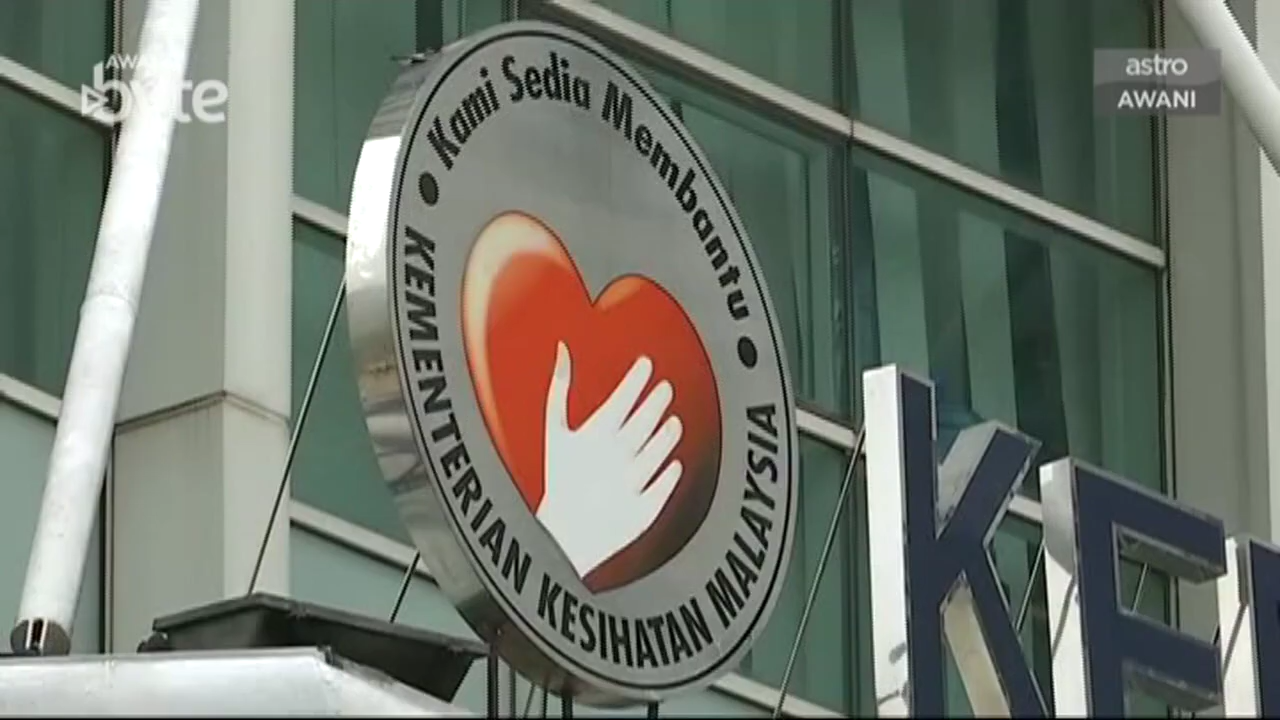 AWANI
byte
astro
AWANI
Kami Sedia Membantu
KEMENTERIAN KESIHATAN MALAYSIA
KE